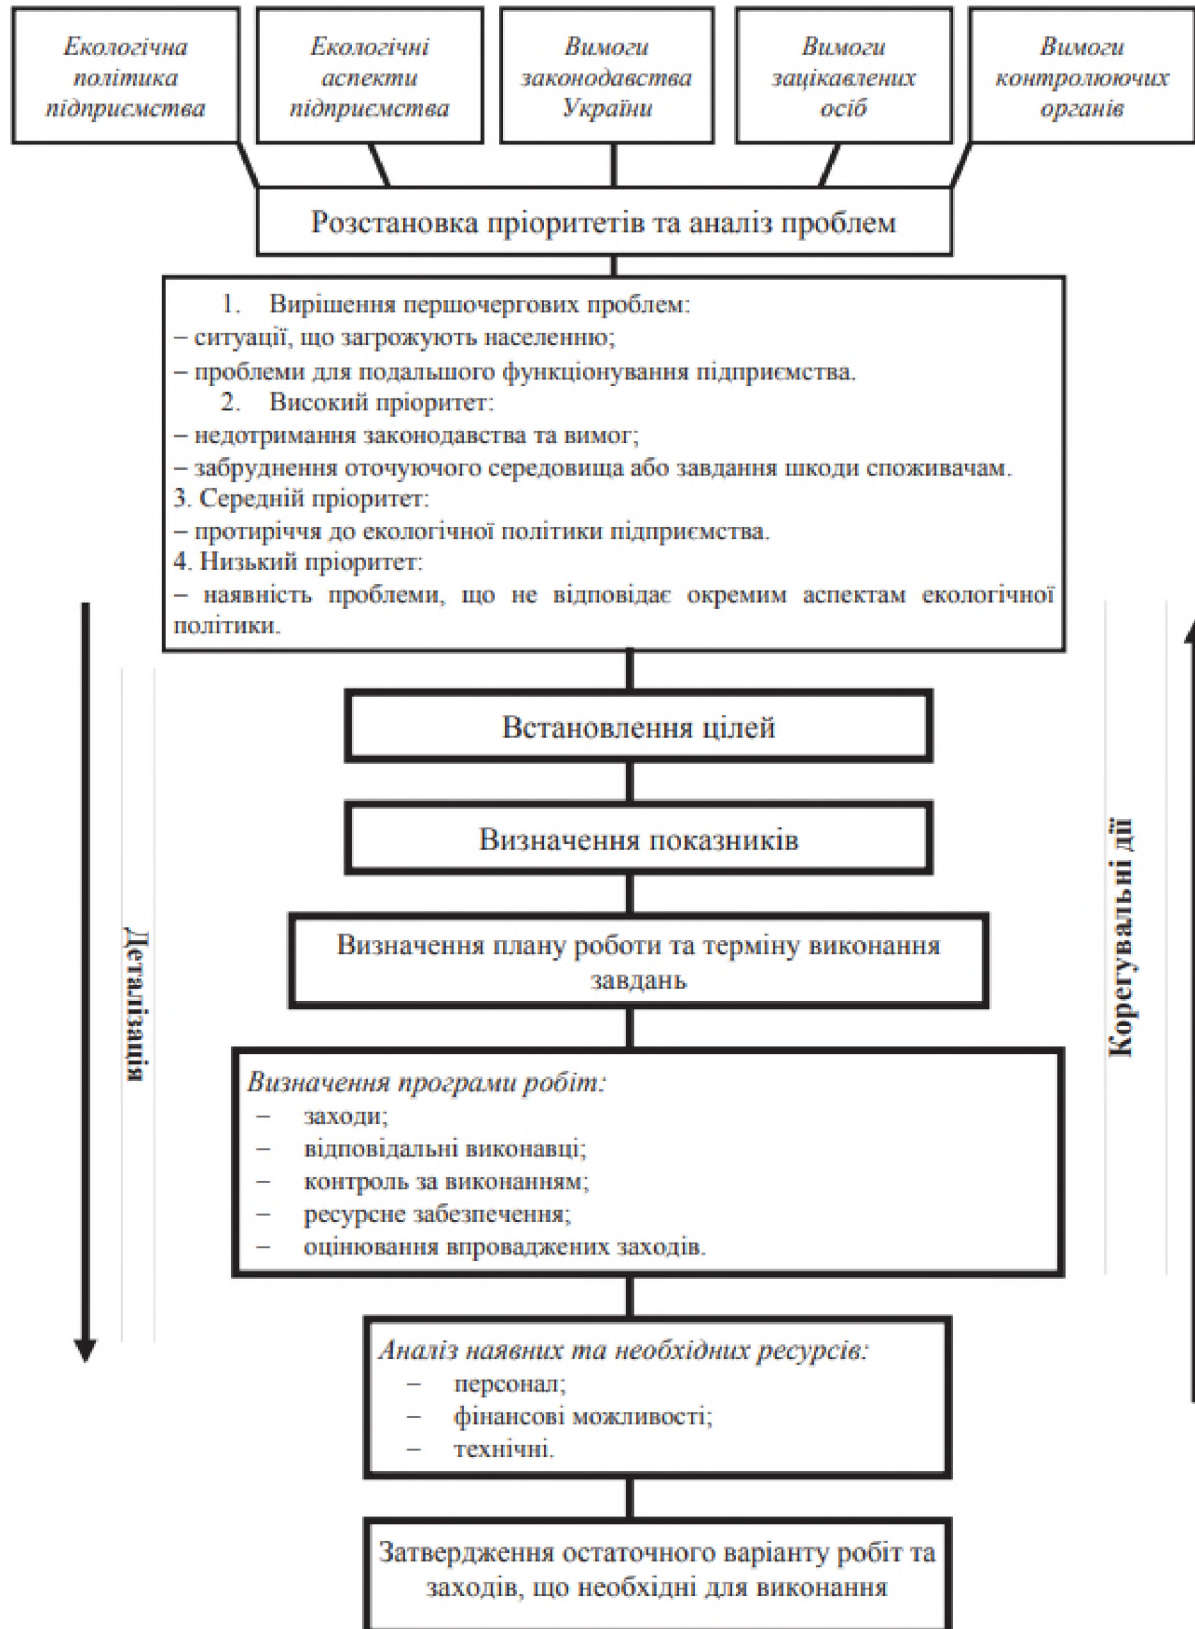 Екологічна
політика
підприємства
Екологічні
аспекти
підприємства
Вимоги
законодавства
України
Вимоги
зацікавлених
осіб
Вимоги
контролюючих
органів
Розстановка пріоритетів та аналіз проблем
1. Вирішення першочергових проблем:
– ситуації, що загрожують населенню;
– проблеми для подальшого функціонування підприємства.
2. Високий пріоритет:
– недотримання законодавства та вимог;
– забруднення оточуючого середовища або завдання шкоди споживачам.
3. Середній пріоритет:
– протиріччя до екологічної політики підприємства.
4. Низький пріоритет:
– наявність проблеми, що не відповідає окремим аспектам екологічної
політики.
Встановлення цілей
Визначення показників
Визначення плану роботи та терміну виконання
завдань
Визначення програми робіт:
– заходи;
– відповідальні виконавці;
– контроль за виконанням;
– ресурсне забезпечення;
– оцінювання впроваджених заходів.
Аналіз наявних та необхідних ресурсів:
– персонал;
– фінансові можливості;
– технічні.
Затвердження остаточного варіанту робіт та
заходів, що необхідні для виконання
Деталізація
Корегувальні дії